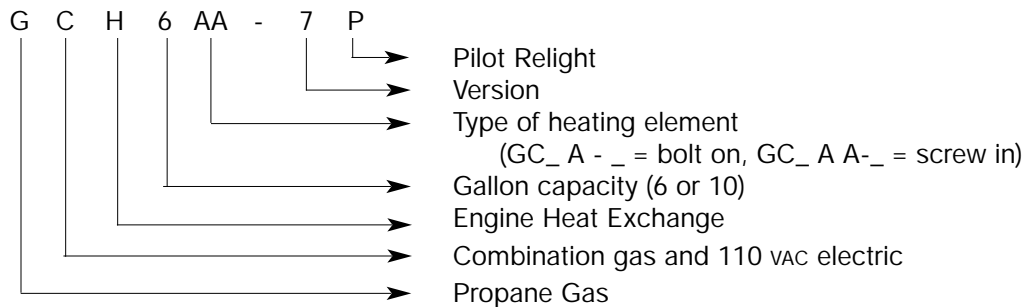 G C H 6 AA - 7 P
Pilot Relight
Version
Type of heating element
(GC_ A - _ = bolt on, GC_ A A-_ = screw in)
Gallon capacity (6 or 10)
Engine Heat Exchange
Combination gas and 110 VAC electric
Propane Gas